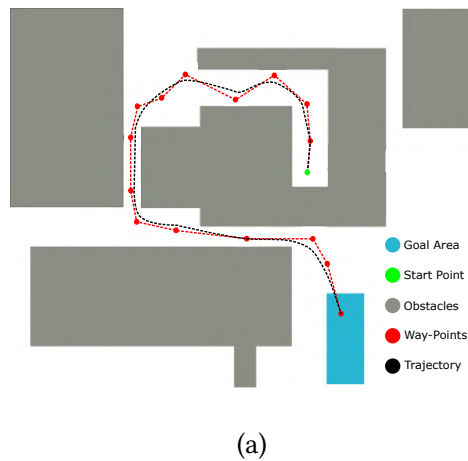 Goal Area
Start Point
Obstacles
Way-Points
Trajectory
(a)